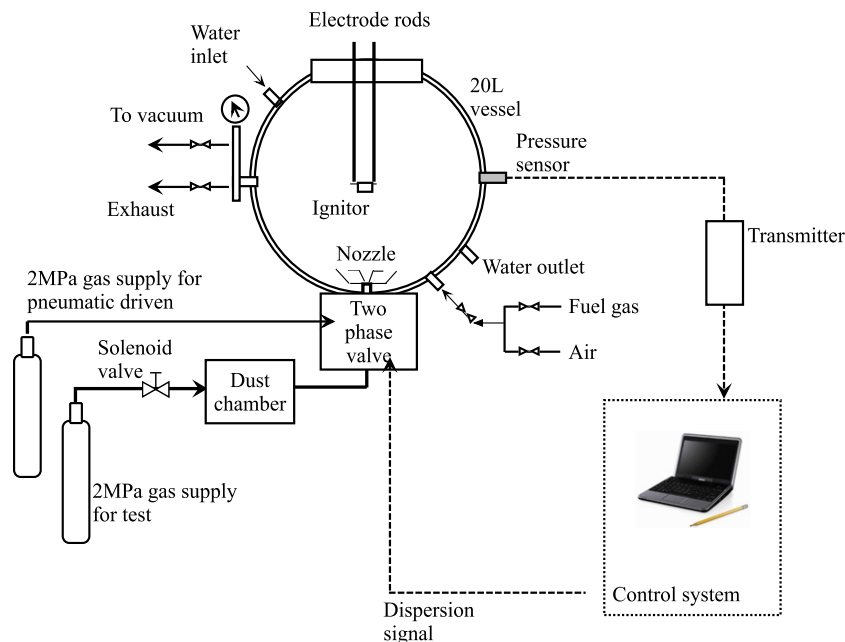 Electrode rods
Water
inlet
20L
vessel
To vacuum
Pressure
sensor
Exhaust
Ignitor
Transmitter
Nozzle
Water outlet
2MPa gas supply for
pneumatic driven
Two
phase
valve
Fuel gas
Air
Solenoid
valve
Dust
chamber
2MPa gas supply
for test
Control system
Dispersion
signal